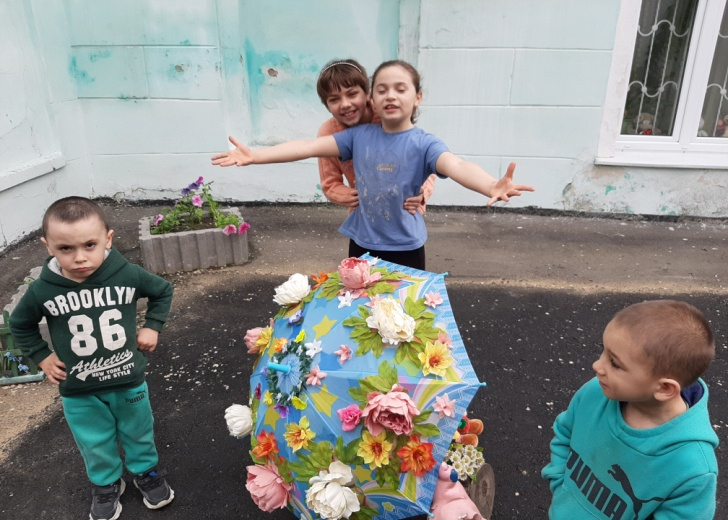 BROOKLYN
86
Athletics
NEW YORK CITY
LIFE STYLE
PUMA